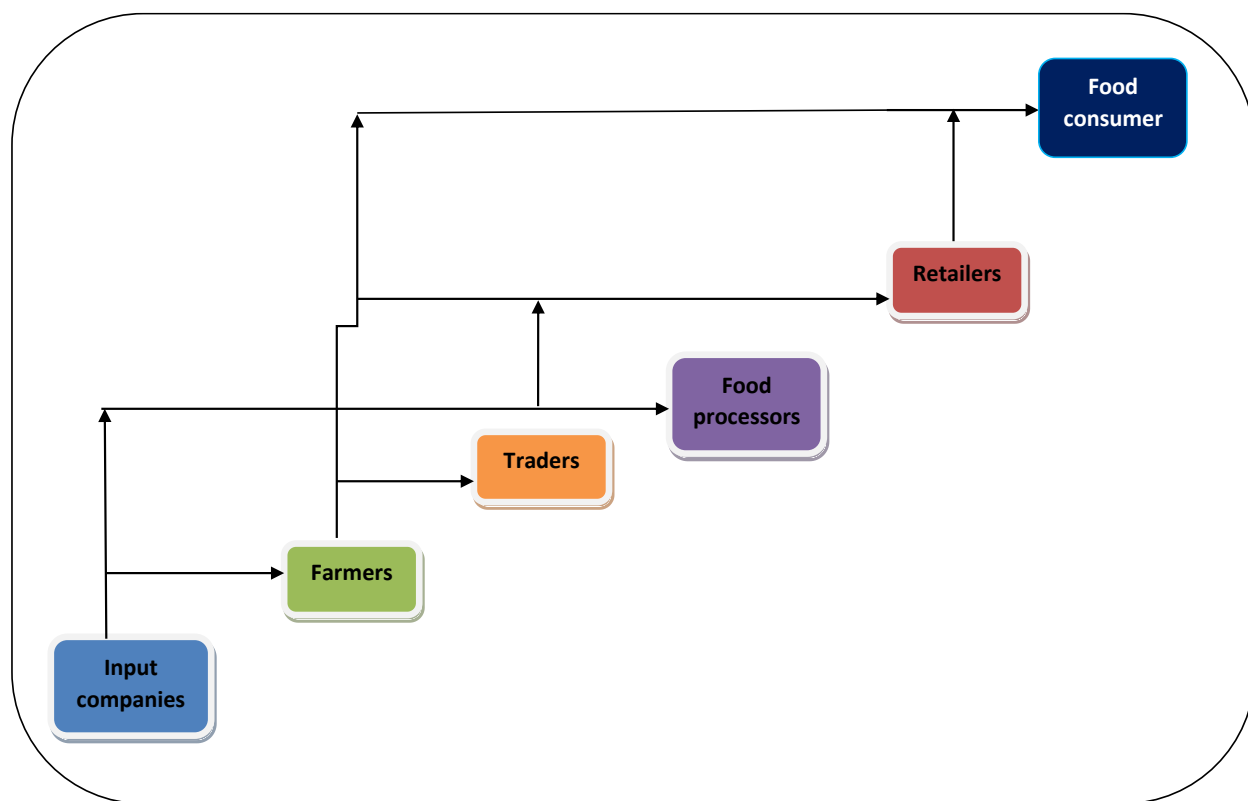 Food
consumer
Retailers
Food
processors
Traders
Farmers
Input
companies